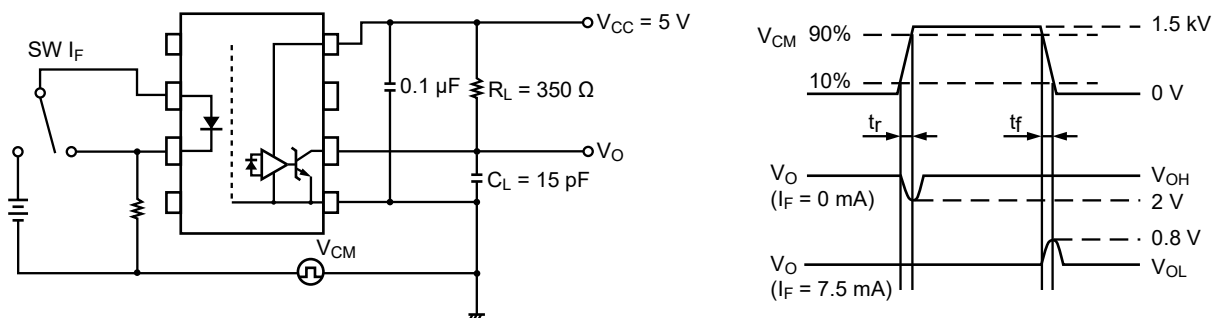 SW I_F
V_CC = 5 V
0.1 µF
R_L = 350 Ω
V_O
C_L = 15 pF
V_CM
V_CM 90%
1.5 kV
10%
0 V
t_r
t_f
V_O
(I_F = 0 mA)
V_OH
2 V
0.8 V
V_O
(I_F = 7.5 mA)
V_OL